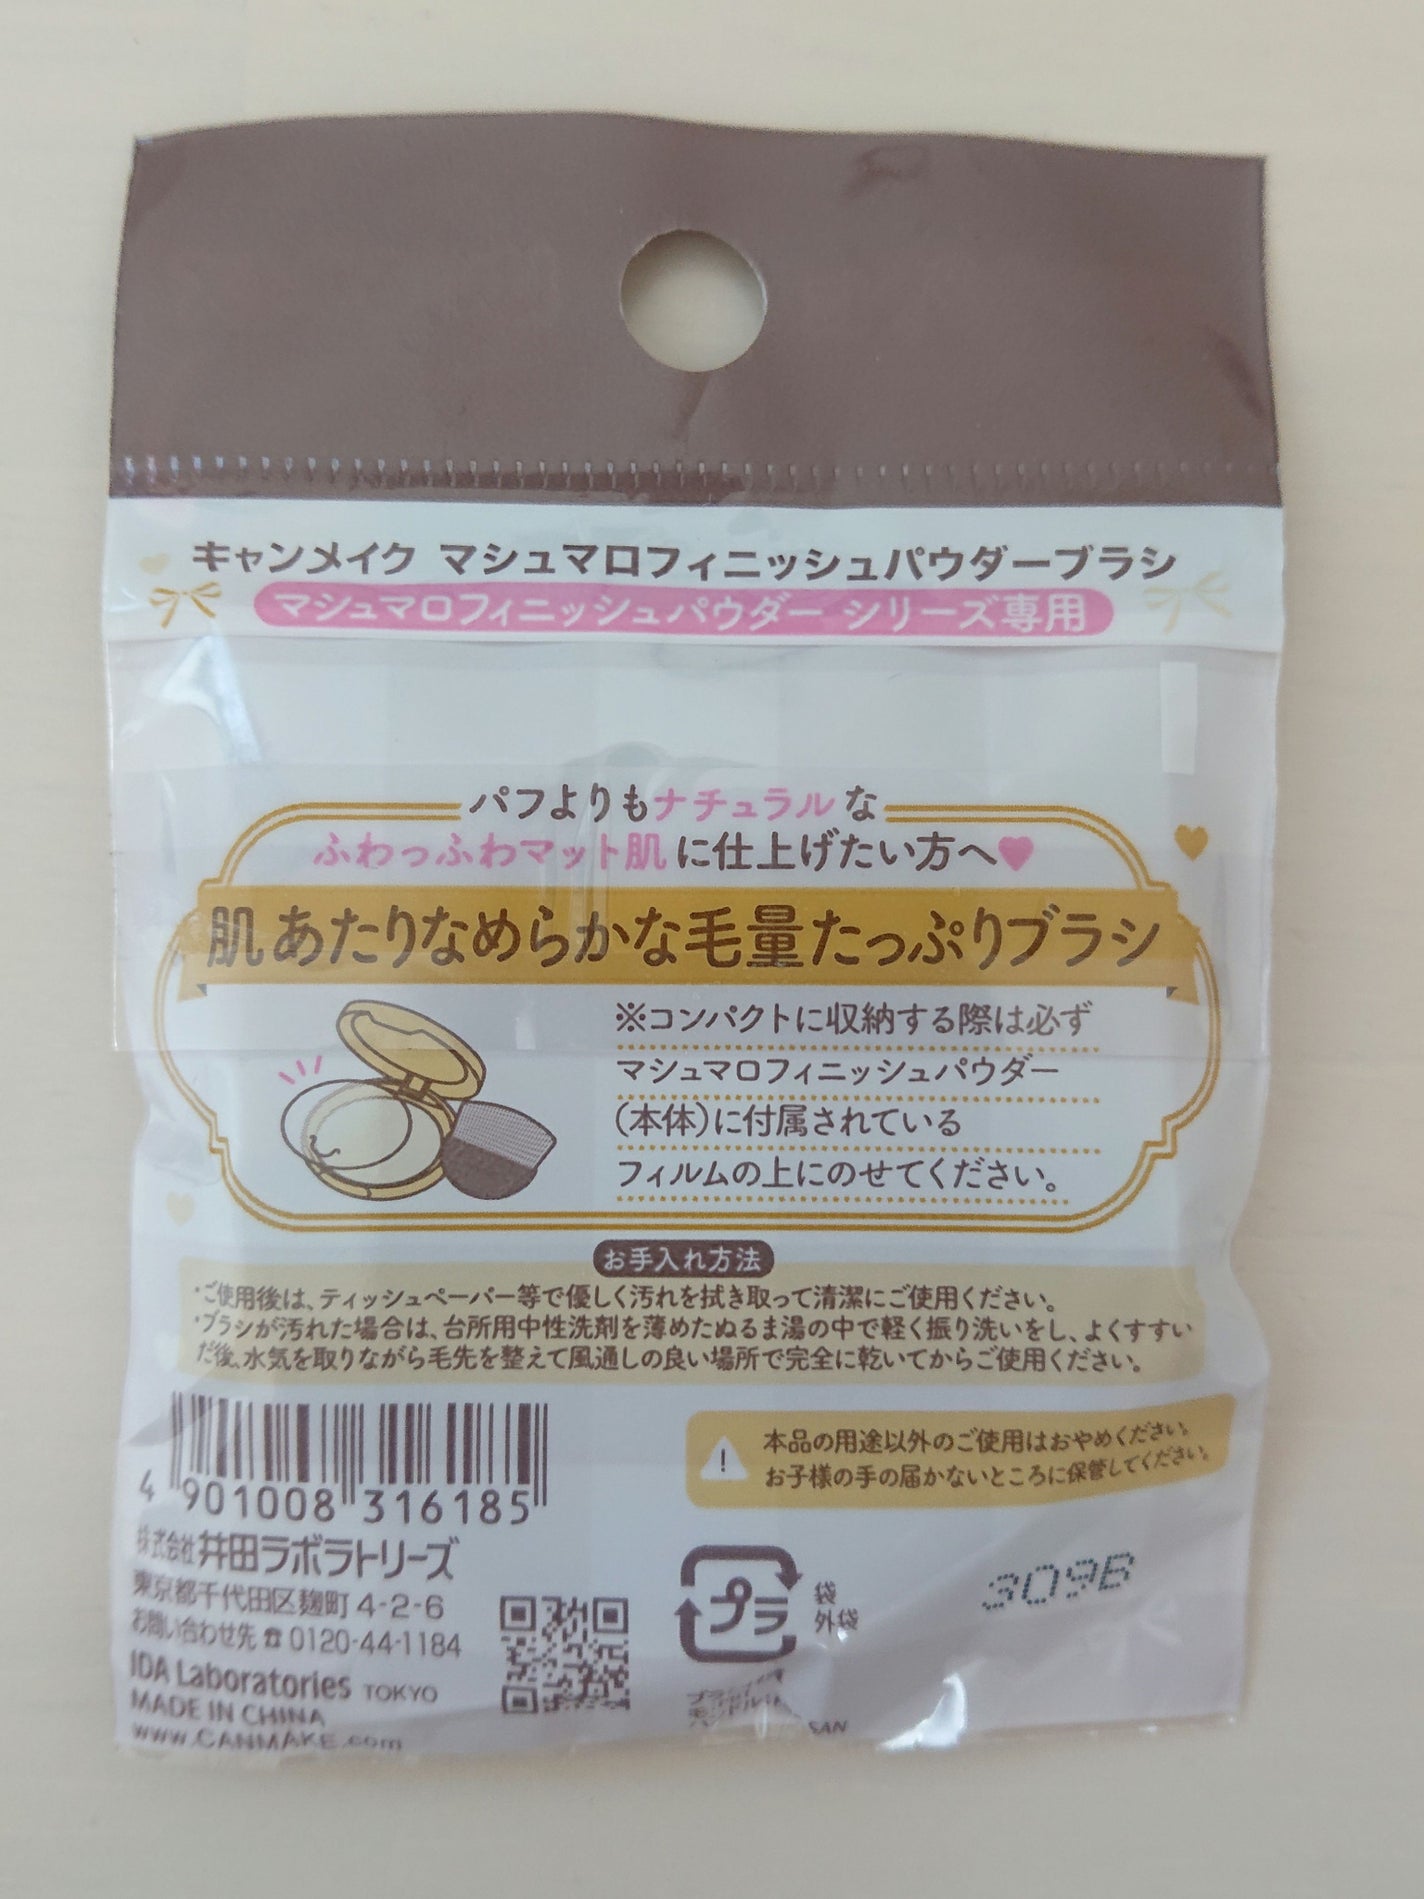 キャンメイク マシュマロフィニッシュパウダーブラシ
マシュマロフィニッシュパウダー シリーズ専用
パフよりもナチュラルな
ふわっふわマット肌に仕上げたい方へ♥
肌あたりなめらかな毛量たっぷりブラシ
※コンパクトに収納する際は必ず
マシュマロフィニッシュパウダー
(本体)に付属されている
フィルムの上にのせてください。
お手入れ方法
・ご使用後は、ティッシュペーパー等で優しく汚れを拭き取って清潔にご使用ください。
・ブラシが汚れた場合は、台所用中性洗剤を薄めたぬるま湯の中で軽く振り洗いをし、よくすすい
だ後、水気を取りながら毛先を整えて風通しの良い場所で完全に乾いてからご使用ください。
本品の用途以外のご使用はおやめください。
お子様の手の届かないところに保管してください。
4 901008 316185
株式会社 井田ラボラトリーズ
東京都千代田区麹町 4-2-6
お問い合わせ先 ☎ 0120-44-1184
IDA Laboratories TOKYO
MADE IN CHINA
www.CANMAKE.com
プラ
袋
外袋
309B